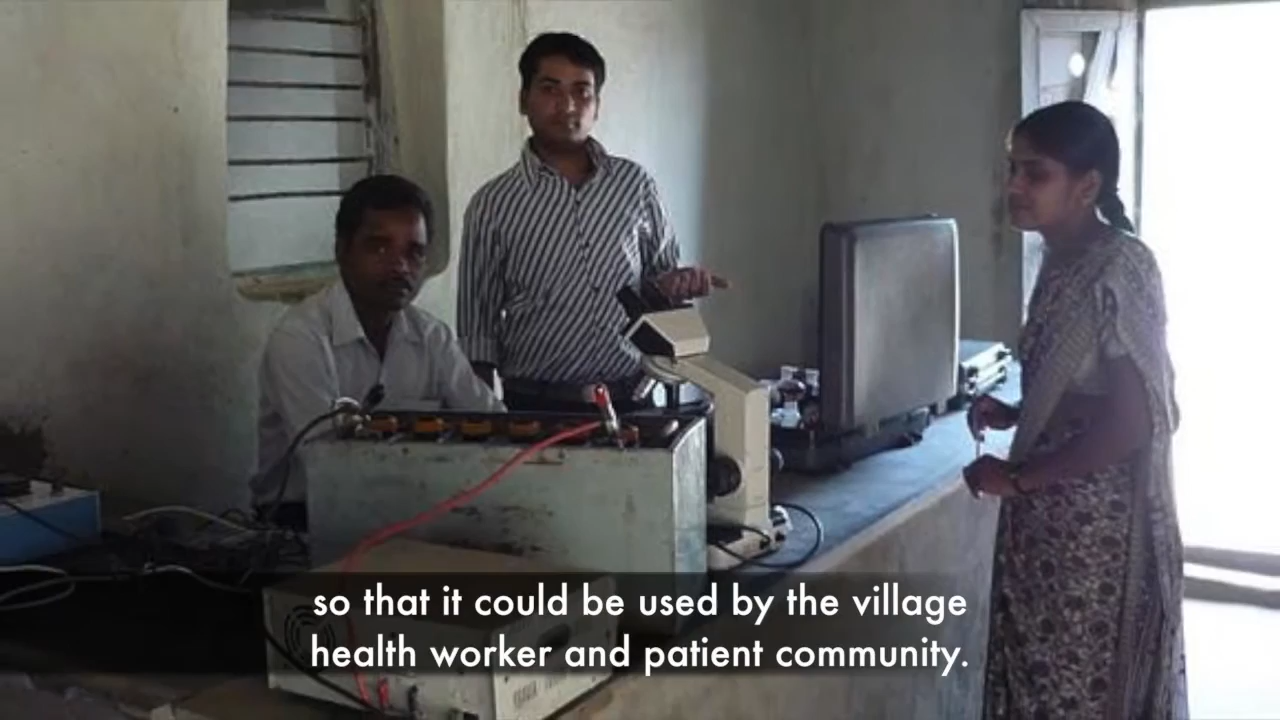 so that it could be used by the village
health worker and patient community.